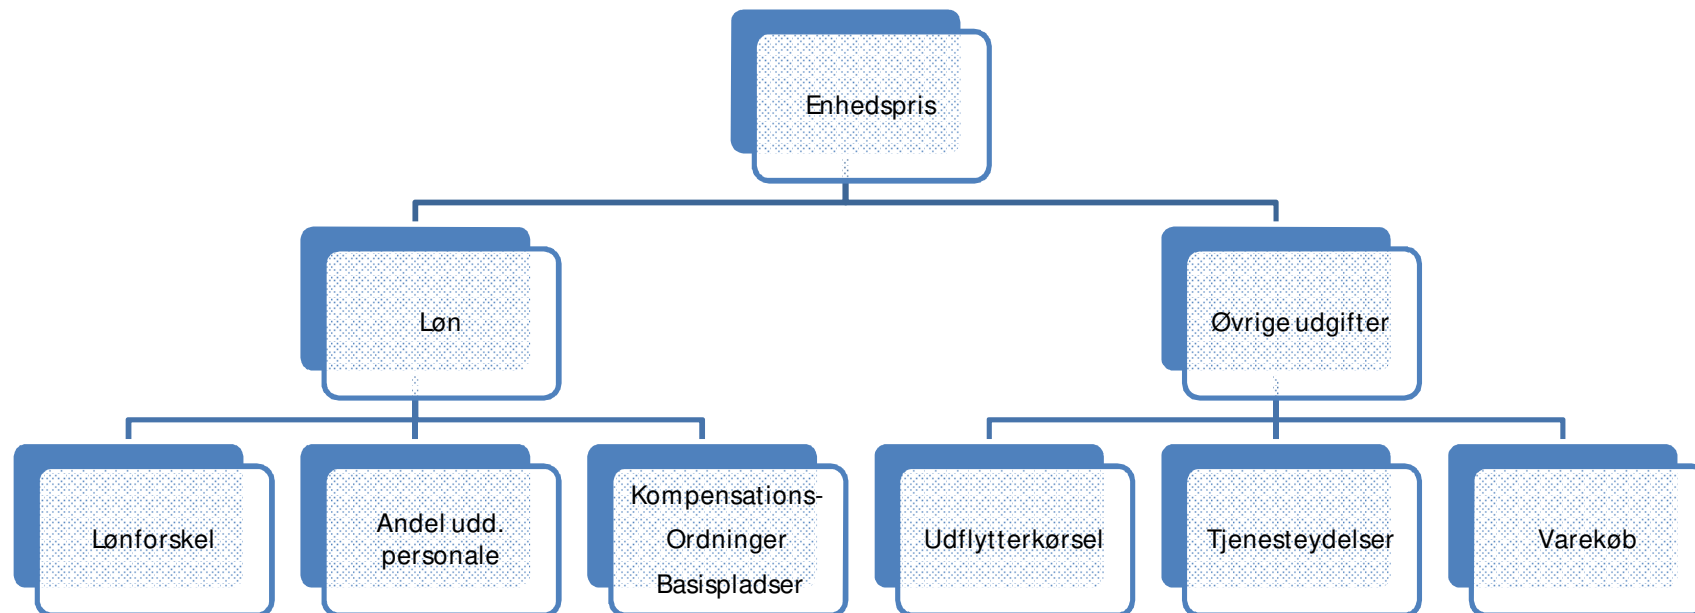 Enhedspris
Løn
Øvrige udgifter
Lønforskel
Andel udd.
personale
Kompensations-
Ordninger
Basispladser
Udflytterkørsel
Tjenesteydelser
Varekøb